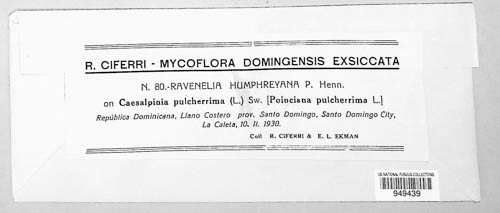 R. CIFERRI - MYCOFLORA DOMINGENSIS EXSICCATA
N. 80.-RAVENELIA HUMPHREYANA P. Henn.
on Caesalpinia pulcherrima (L.) Sw. [Poinciana pulcherrima L.]
República Dominicana, Llano Costero prov. Santo Domingo, Santo Domingo City,
La Caleta, 10. II. 1930.
Coll R. CIFERRI & E. L. EKMAN
US NATIONAL FUNGUS COLLECTIONS
949439